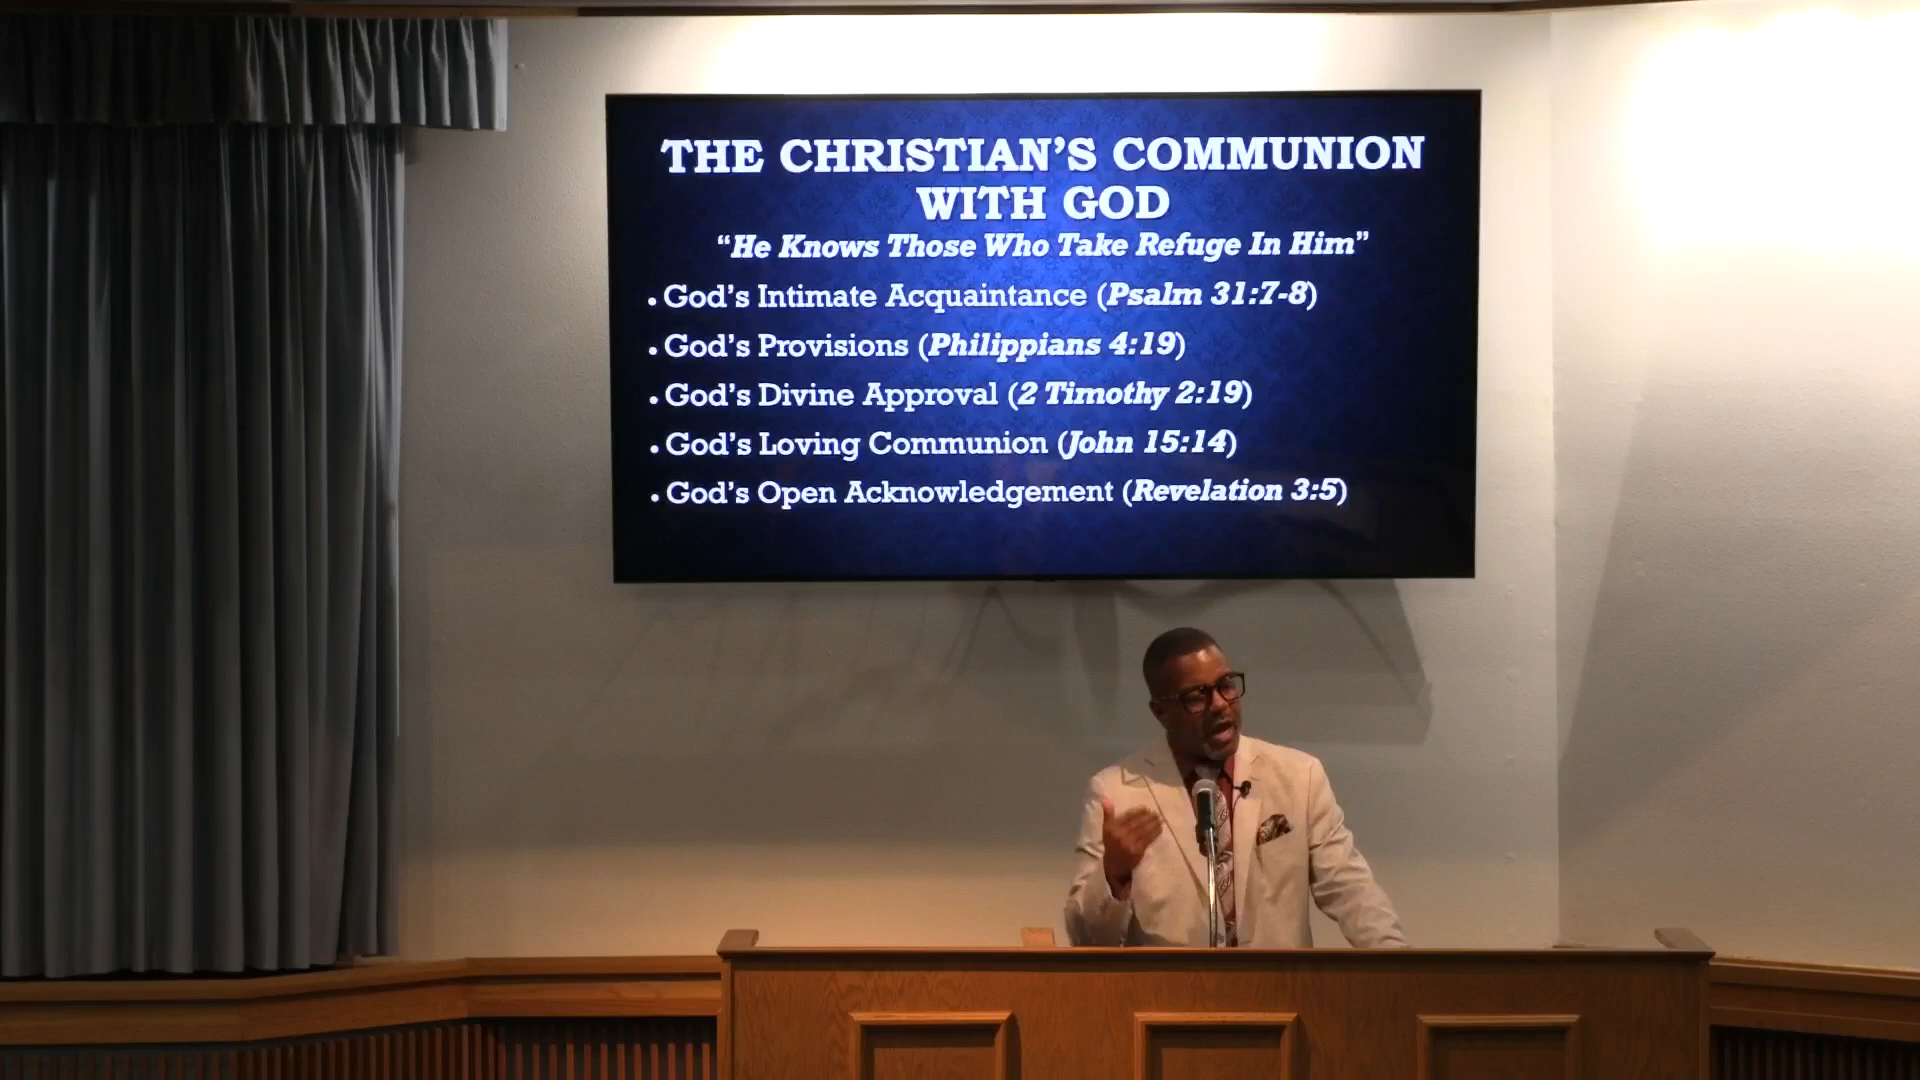 THE CHRISTIAN’S COMMUNION
WITH GOD
“He Knows Those Who Take Refuge In Him”
• God’s Intimate Acquaintance (Psalm 31:7-8)
• God’s Provisions (Philippians 4:19)
• God’s Divine Approval (2 Timothy 2:19)
• God’s Loving Communion (John 15:14)
• God’s Open Acknowledgement (Revelation 3:5)